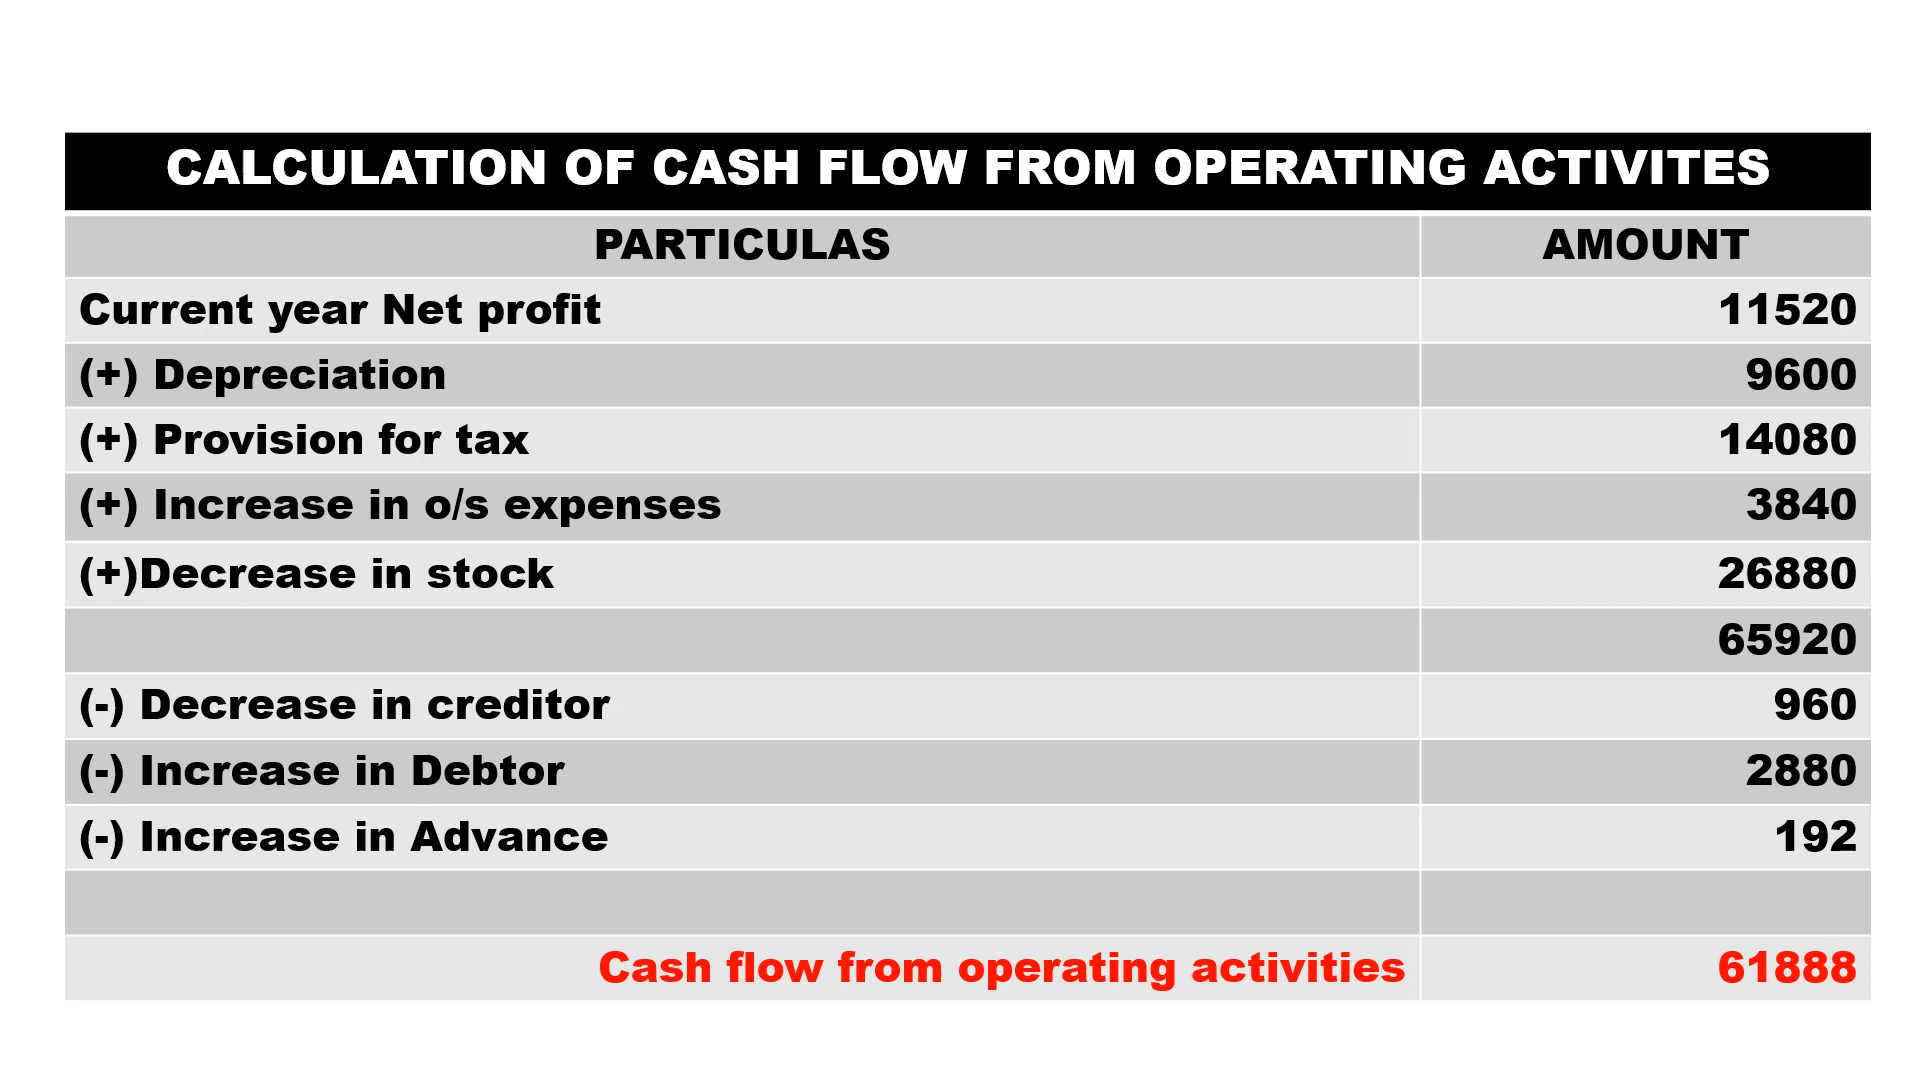 CALCULATION OF CASH FLOW FROM OPERATING ACTIVITES
PARTICULAS AMOUNT
Current year Net profit 11520
(+) Depreciation 9600
(+) Provision for tax 14080
(+) Increase in o/s expenses 3840
(+)Decrease in stock 26880
65920
(-) Decrease in creditor 960
(-) Increase in Debtor 2880
(-) Increase in Advance 192
Cash flow from operating activities 61888